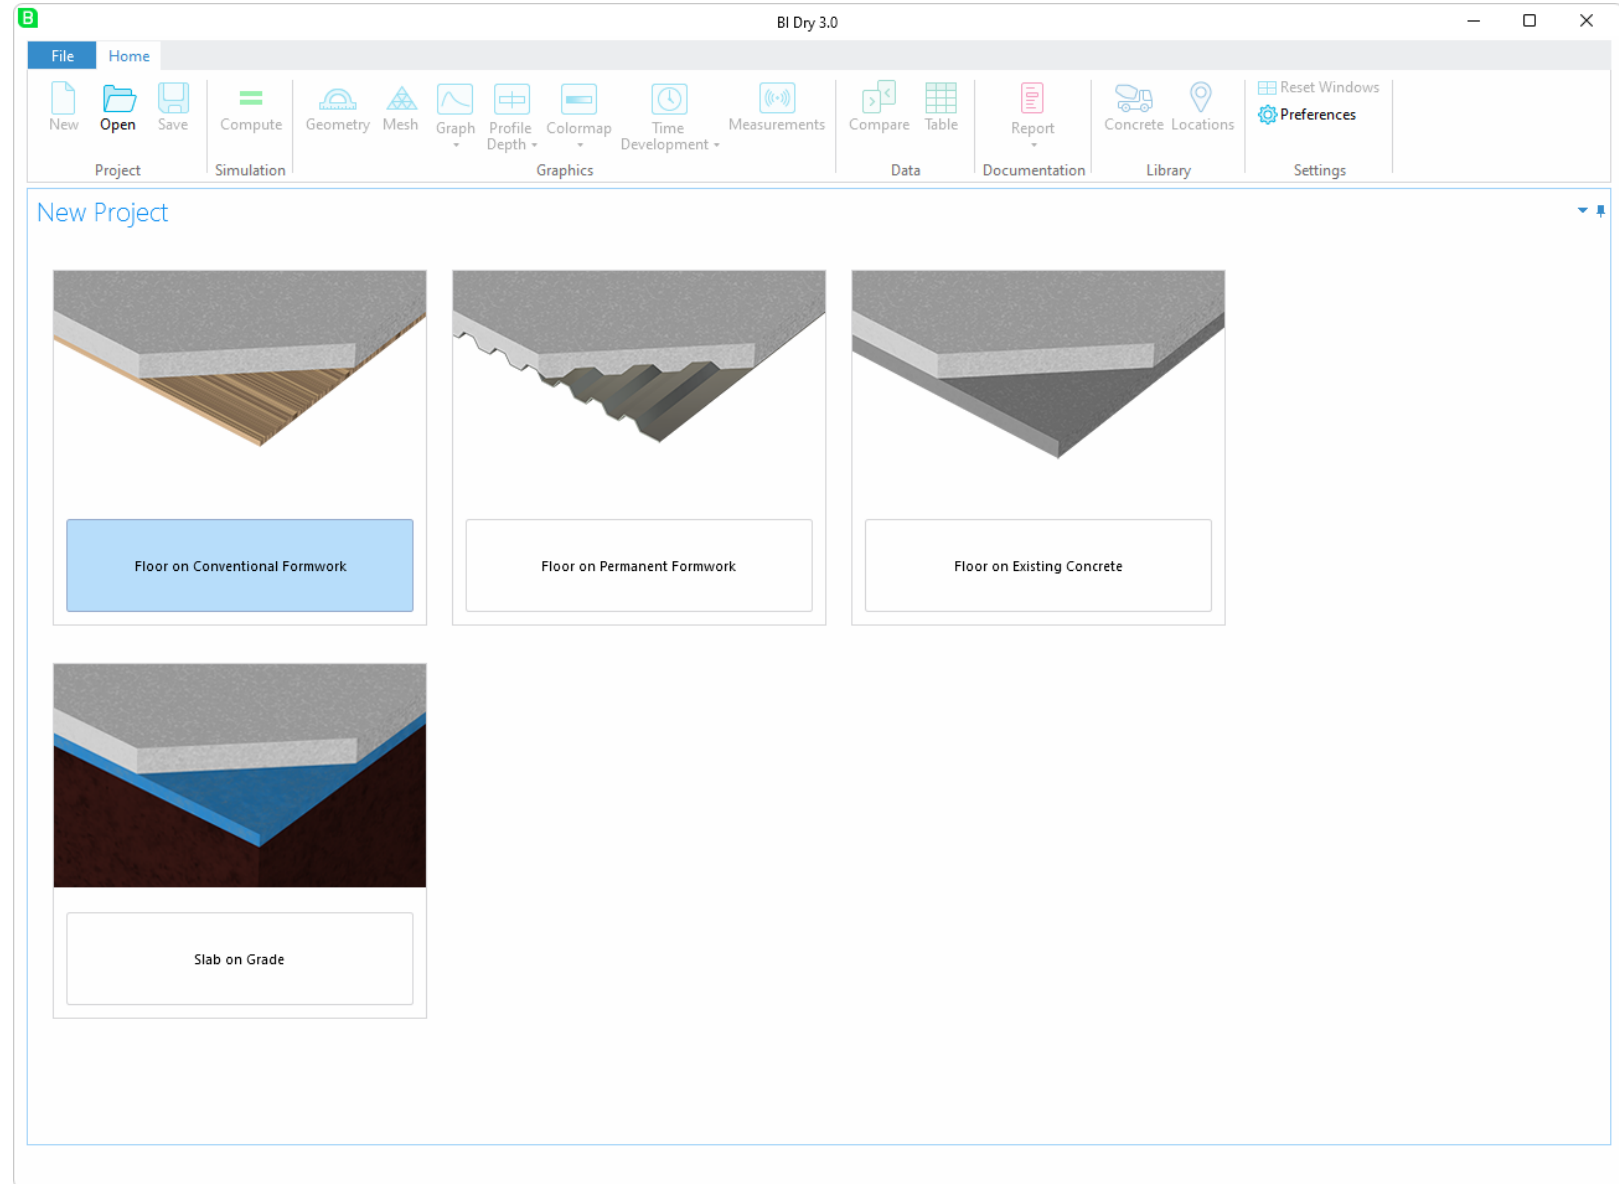 B
BI Dry 3.0
File
Home
New
Open
Save
Compute
Geometry
Mesh
Graph
Profile
Depth
Colormap
Time
Development
Measurements
Compare
Table
Report
Concrete
Locations
Reset Windows
Preferences
Project
Simulation
Graphics
Data
Documentation
Library
Settings
New Project
Floor on Conventional Formwork
Floor on Permanent Formwork
Floor on Existing Concrete
Slab on Grade